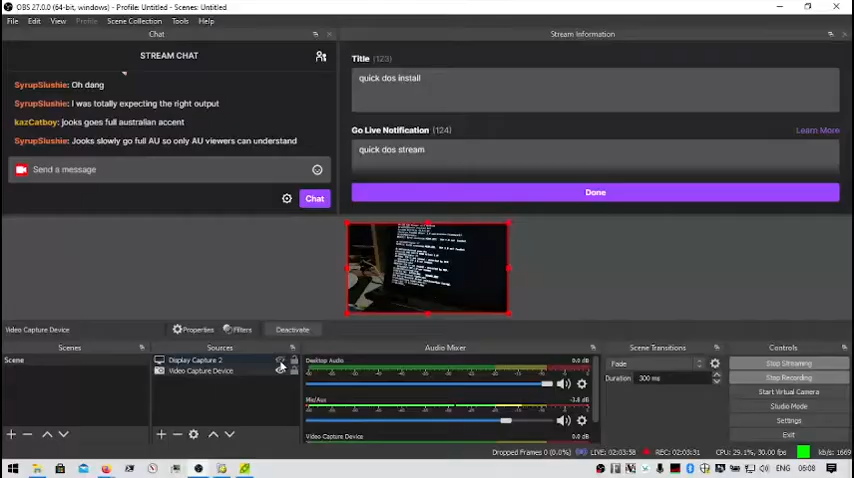 OBS 27.0.0 (64-bit, windows) - Profile: Untitled - Scenes: Untitled
File Edit View Profile Scene Collection Tools Help
Chat
STREAM CHAT
SyrupSlushie: Oh dang
SyrupSlushie: I was totally expecting the right output
kazCatboy: jooks goes full australian accent
SyrupSlushie: Jooks slowly go full AU so only AU viewers can understand
Send a message
Chat
Stream Information
Title (123)
quick dos install
Go Live Notification (124)
Learn More
quick dos stream
Done
Video Capture Device
Properties Filters Deactivate
Scenes
Scene
Sources
Display Capture 2
Video Capture Device
Audio Mixer
Desktop Audio 0.0 dB
Mic/Aux -3.8 dB
Video Capture Device
Scene Transitions
Fade
Duration 300 ms
Controls
Stop Streaming
Stop Recording
Start Virtual Camera
Studio Mode
Settings
Exit
Dropped Frames 0 (0.0%) LIVE: 02:03:58 REC: 02:03:31 CPU: 29.1%, 30.00 fps kb/s: 1669
ENG 06:08